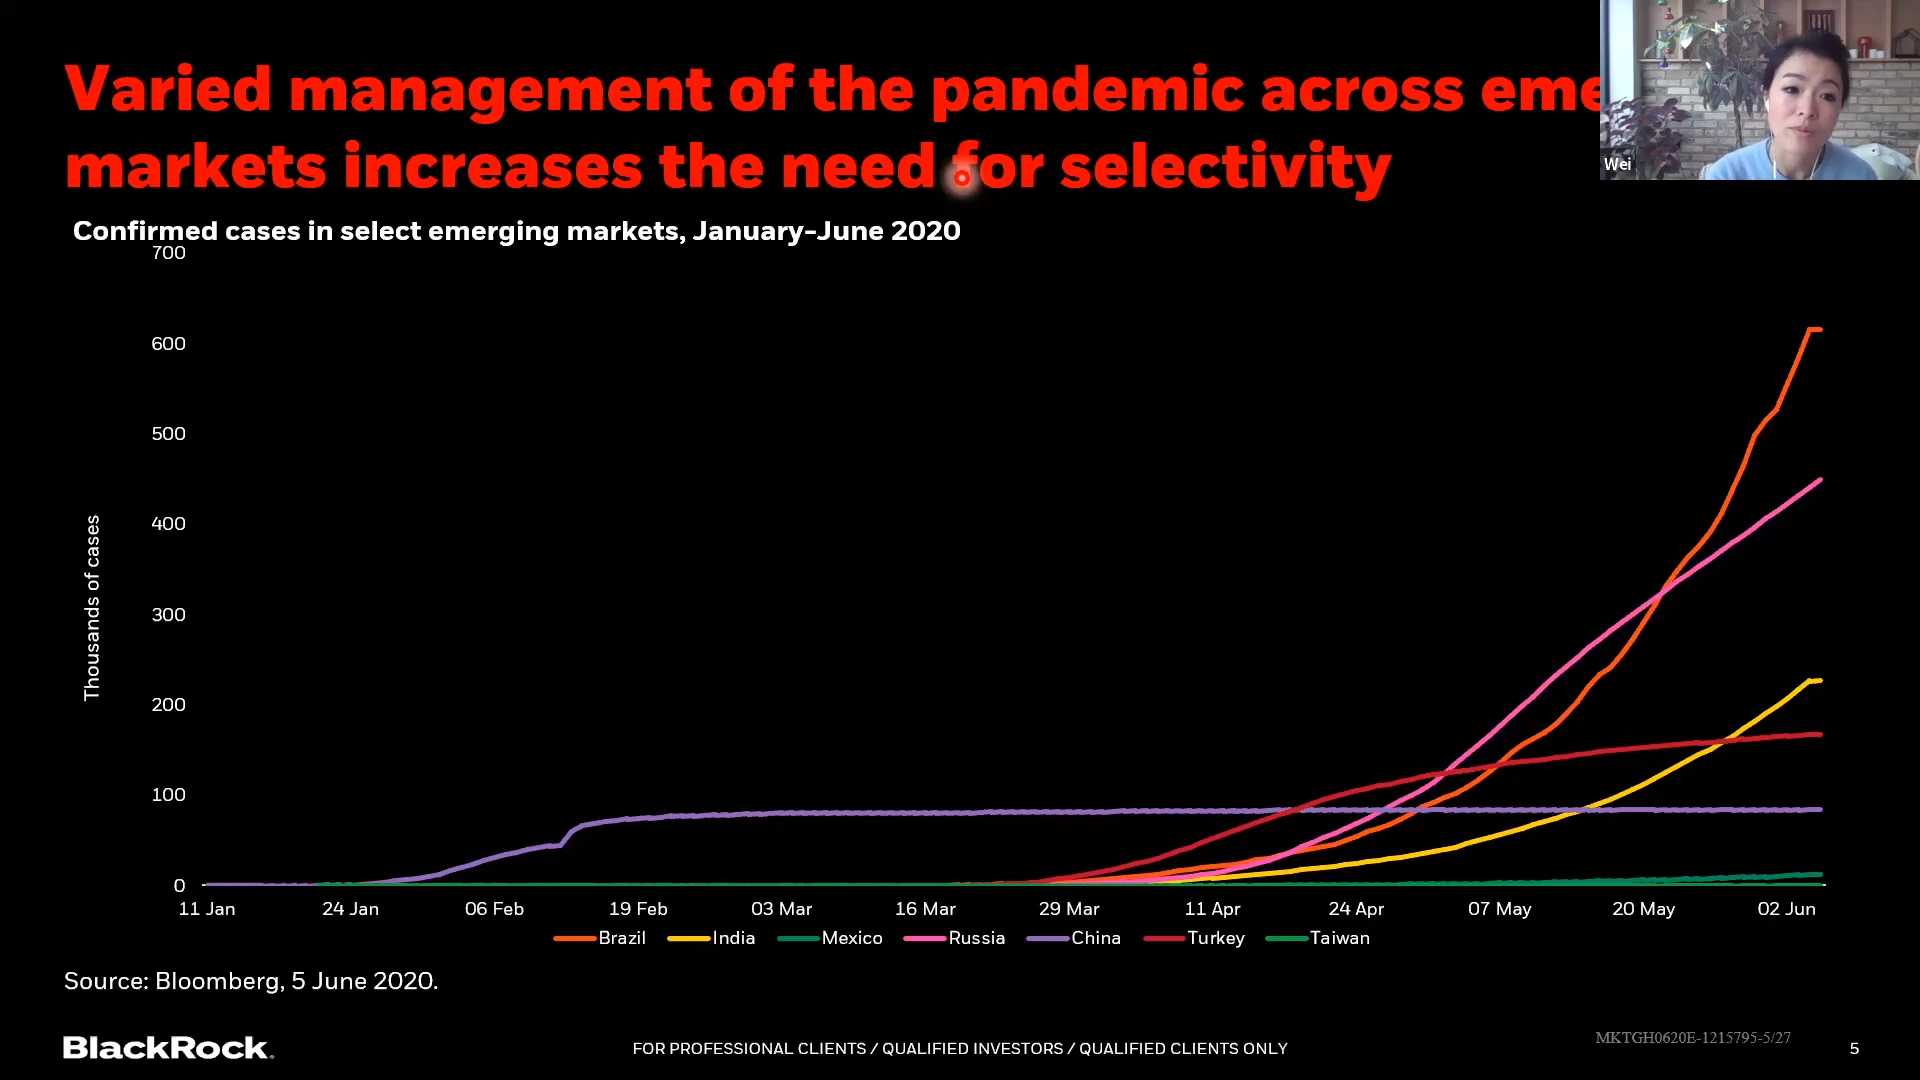 Varied management of the pandemic across eme
markets increases the need for selectivity
Wei
Confirmed cases in select emerging markets, January-June 2020
700
600
500
400
300
200
100
0
Thousands of cases
11 Jan 24 Jan 06 Feb 19 Feb 03 Mar 16 Mar 29 Mar 11 Apr 24 Apr 07 May 20 May 02 Jun
Brazil India Mexico Russia China Turkey Taiwan
Source: Bloomberg, 5 June 2020.
BlackRock.
FOR PROFESSIONAL CLIENTS / QUALIFIED INVESTORS / QUALIFIED CLIENTS ONLY
MKTGH0620E-1215795-5/27
5